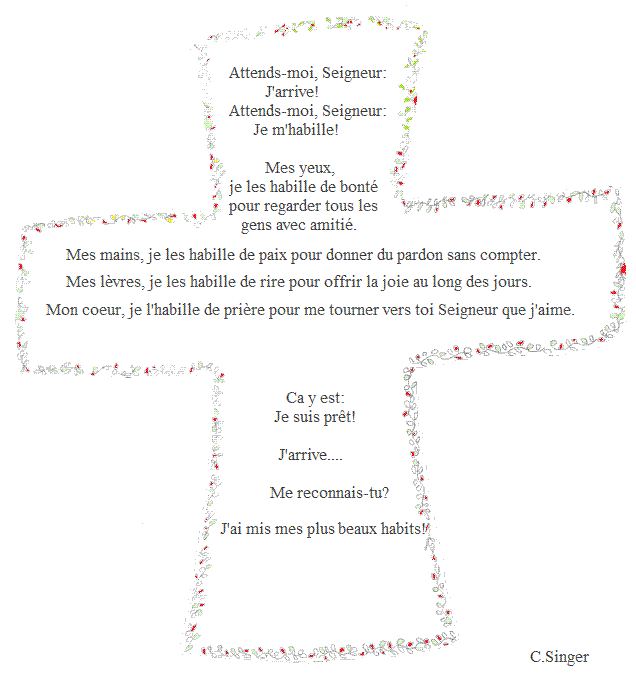 Attends-moi, Seigneur:
J'arrive!
Attends-moi, Seigneur:
Je m'habille!
Mes yeux,
je les habille de bonté
pour regarder tous les
gens avec amitié.
Mes mains, je les habille de paix pour donner du pardon sans compter.
Mes lèvres, je les habille de rire pour offrir la joie au long des jours.
Mon coeur, je l'habille de prière pour me tourner vers toi Seigneur que j'aime.
Ca y est:
Je suis prêt!
J'arrive....
Me reconnais-tu?
J'ai mis mes plus beaux habits!
C.Singer